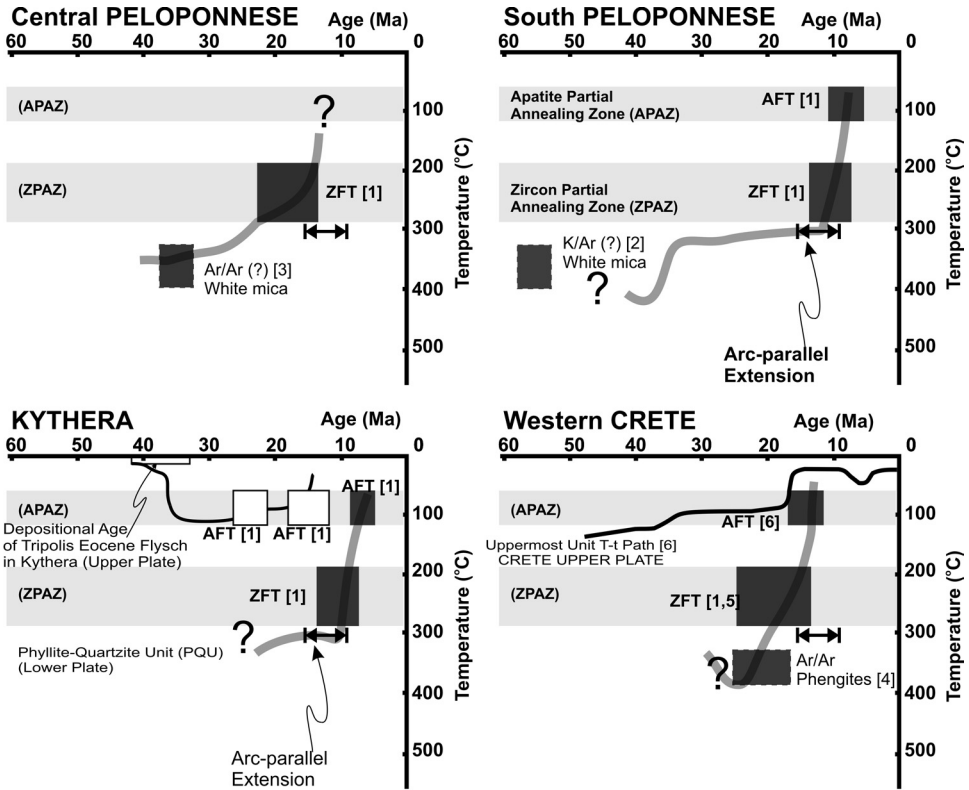 Central PELOPONNESE
Age (Ma)
60 50 40 30 20 10 0
(APAZ)
?
100
(ZPAZ)
200
ZFT [1]
300
Ar/Ar (?) [3]
White mica
400
500
Temperature (°C)
South PELOPONNESE
Age (Ma)
60 50 40 30 20 10 0
Apatite Partial
Annealing Zone (APAZ)
AFT [1]
100
Zircon Partial
Annealing Zone (ZPAZ)
ZFT [1]
200
300
K/Ar (?) [2]
White mica
?
400
500
Arc-parallel
Extension
Temperature (°C)
KYTHERA
Age (Ma)
60 50 40 30 20 10 0
(APAZ)
AFT [1]
AFT [1]
AFT [1]
100
Depositional Age
of Tripolis Eocene Flysch
in Kythera (Upper Plate)
(ZPAZ)
ZFT [1]
200
300
?
Phyllite-Quartzite Unit (PQU)
(Lower Plate)
400
500
Arc-parallel
Extension
Temperature (°C)
Western CRETE
Age (Ma)
60 50 40 30 20 10 0
(APAZ)
AFT [6]
100
Uppermost Unit T-t Path [6]
CRETE UPPER PLATE
(ZPAZ)
ZFT [1,5]
200
300
?
Ar/Ar
Phengites [4]
400
500
Temperature (°C)